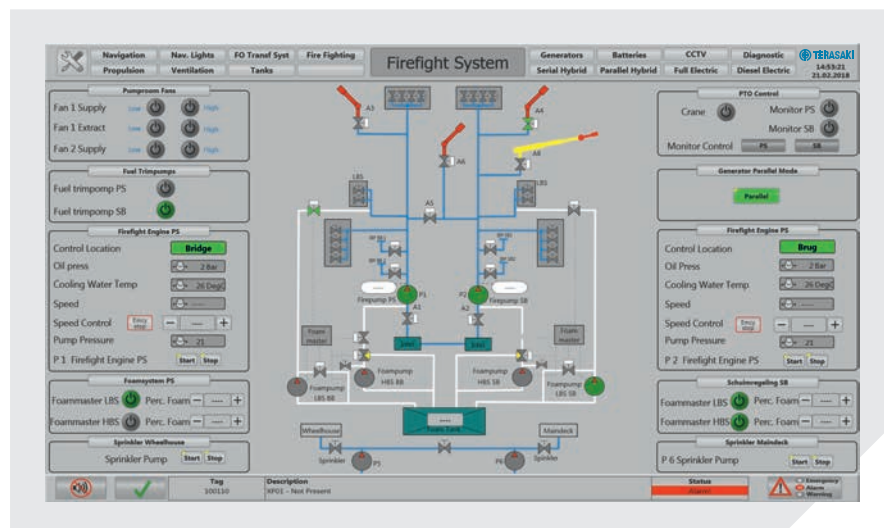 Navigation Nav. Lights FO Transf Syst Fire Fighting Firefight System Generators Batteries CCTV Diagnostic TERASAKI
Propulsion Ventilation Tanks Serial Hybrid Parallel Hybrid Full Electric Diesel Electric 14:53:21
21.02.2018
Pumproom Fans
Fan 1 Supply Low High
Fan 1 Extract Low High
Fan 2 Supply Low High
Fuel Trimpumps
Fuel trimpomp PS
Fuel trimpomp SB
Firefight Engine PS
Control Location Bridge
Oil press 2 Bar
Cooling Water Temp 26 DegC
Speed ----
Speed Control Emcy stop − ---- +
Pump Pressure 21
P 1 Firefight Engine PS Start Stop
Foamsystem PS
Foammaster LBS Perc. Foam − ---- +
Foammaster HBS Perc. Foam − ---- +
Sprinkler Wheelhouse
Sprinkler Pump Start Stop
A3
A4
A6
A8
LBS
LBS
A5
Firepump PS P1
P2 Firepump SB
A1
A2
Foam master
Foam master
Foampump HBS BB
Foampump HBS SB
Foampump LBS BB
Foampump LBS SB
----
Foam Tank
Wheelhouse
Maindeck
Sprinkler P5
P6 Sprinkler
PTO Control
Crane Monitor PS
Monitor SB
Monitor Control PS SB
Generator Parallel Mode
Parallel
Firefight Engine PS
Control Location Brug
Oil Press 2 Bar
Cooling Water Temp 26 DegC
Speed ----
Speed Control Emcy stop − ---- +
Pump Pressure 21
P 2 Firefight Engine PS Start Stop
Schuimregeling SB
Foammaster LBS Perc. Foam − ---- +
Foammaster HBS Perc. Foam − ---- +
Sprinkler Maindeck
P 6 Sprinkler Pump Start Stop
Tag Description Status
100110 XP01 - Not Present Alarm
Emergency
Alarm
Warning